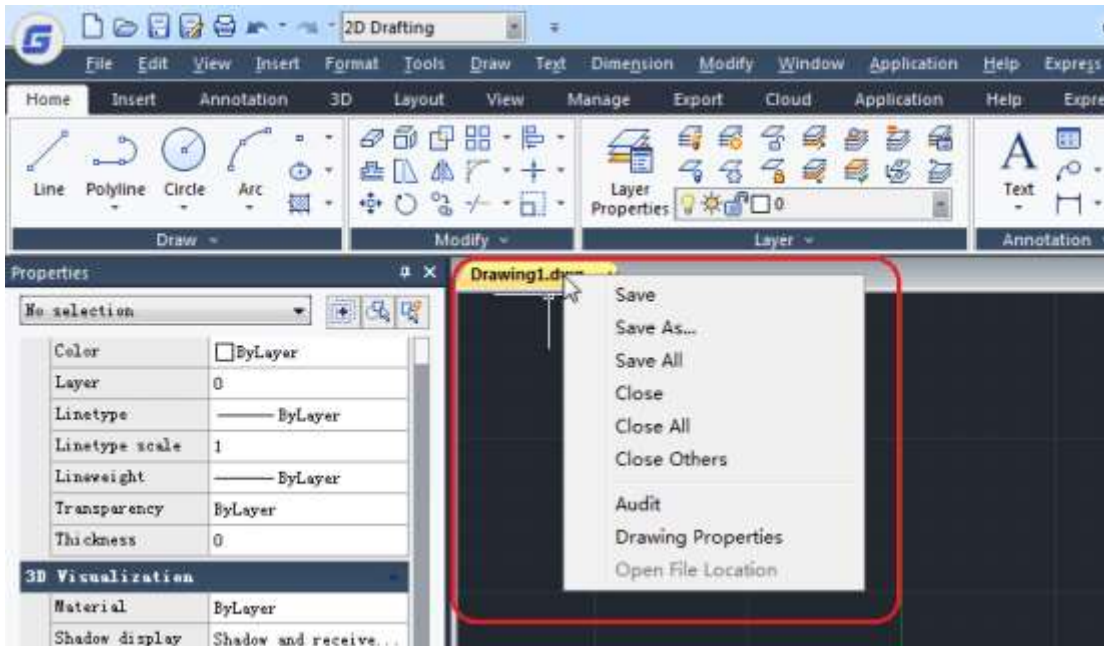 G
2D Drafting
File Edit View Insert Format Tools Draw Text Dimension Modify Window Application Help Express
Home Insert Annotation 3D Layout View Manage Export Cloud Application Help Expre
Line Polyline Circle Arc
Layer
Properties
0
Text
Draw Modify Layer Annotation
Properties
Drawing1.dwg
No selection
Color ByLayer
Layer 0
Linetype ByLayer
Linetype scale 1
Lineweight ByLayer
Transparency ByLayer
Thickness 0
3D Visualization
Material ByLayer
Shadow display Shadow and receive...
Save
Save As...
Save All
Close
Close All
Close Others
Audit
Drawing Properties
Open File Location